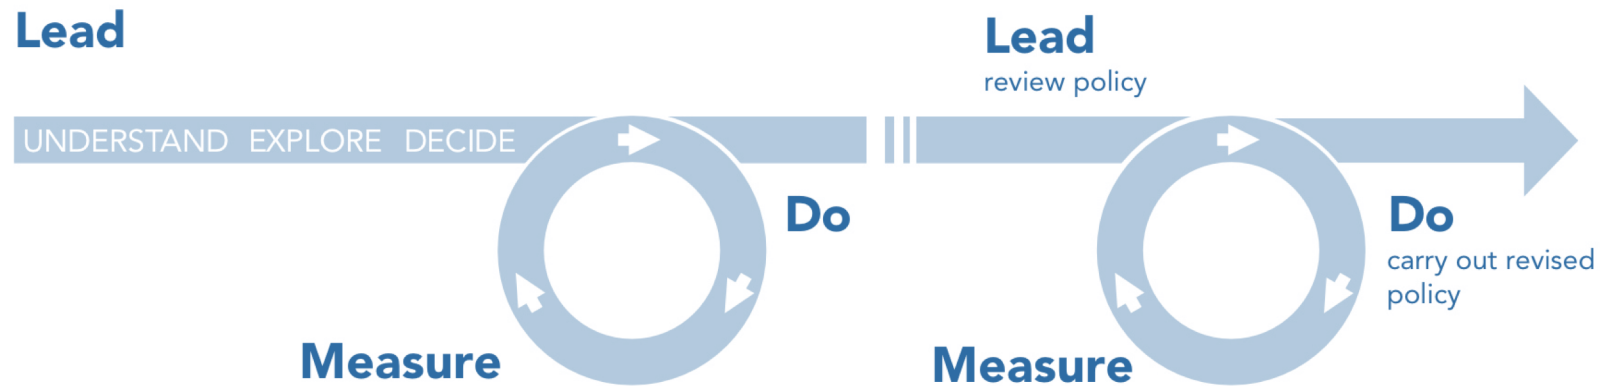 Lead
UNDERSTAND EXPLORE DECIDE
Do
Measure
Lead
review policy
Do
carry out revised
policy
Measure